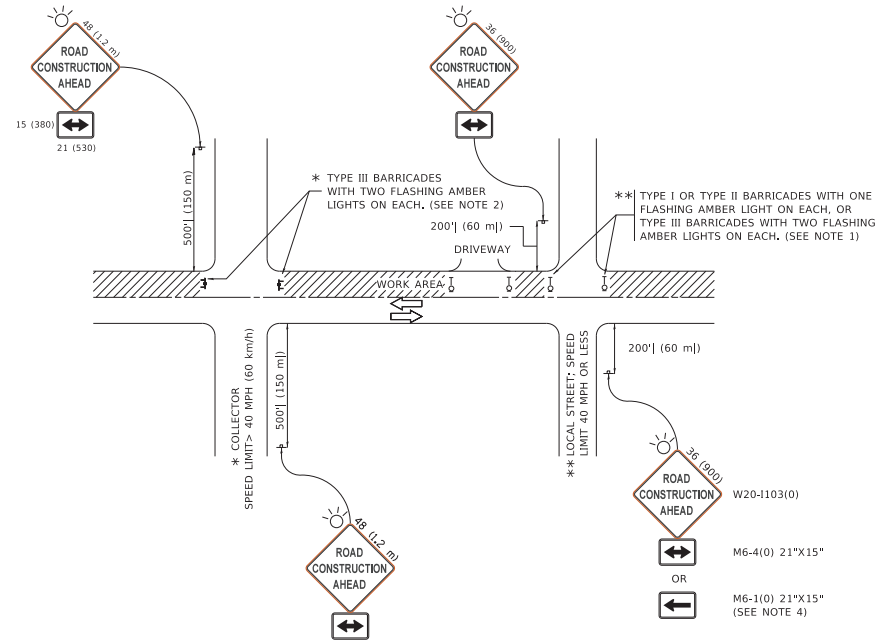 48 (1.2 m)
ROAD
CONSTRUCTION
AHEAD
15 (380)
21 (530)
36 (900)
ROAD
CONSTRUCTION
AHEAD
500'| (150 m)
* TYPE III BARRICADES
WITH TWO FLASHING AMBER
LIGHTS ON EACH. (SEE NOTE 2)
200'| (60 m|)
DRIVEWAY
** TYPE I OR TYPE II BARRICADES WITH ONE
FLASHING AMBER LIGHT ON EACH, OR
TYPE III BARRICADES WITH TWO FLASHING
AMBER LIGHTS ON EACH. (SEE NOTE 1)
WORK AREA
* COLLECTOR
SPEED LIMIT> 40 MPH (60 km/h)
500'| (150 m|)
** LOCAL STREET; SPEED
LIMIT 40 MPH OR LESS
200'| (60 m|)
48 (1.2 m)
ROAD
CONSTRUCTION
AHEAD
36 (900)
ROAD
CONSTRUCTION
AHEAD
W20-I103(0)
M6-4(0) 21"X15"
OR
M6-1(0) 21"X15"
(SEE NOTE 4)